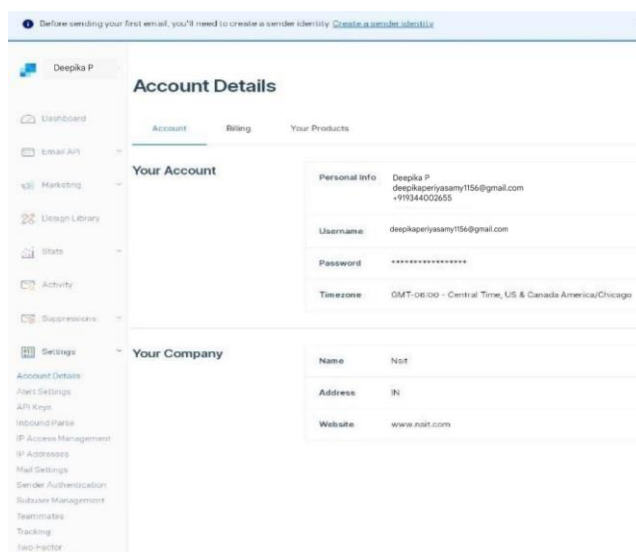 Before sending your first email, you'll need to create a sender identity. Create a sender identity
Deepika P
Account Details
Dashboard
Account Billing Your Products
Email API
Your Account
Personal Info Deepika P
deepikaperiyasamy1156@gmail.com
+919344002655
Marketing
Design Library
Username deepikaperiyasamy1156@gmail.com
Stats
Password *****************
Activity
Timezone GMT-06:00 - Central Time, US & Canada America/Chicago
Suppressions
Settings
Your Company
Name Nsit
Account Details
Alert Settings
Address IN
API Keys
Inbound Parse
Website www.nsit.com
IP Access Management
IP Addresses
Mail Settings
Sender Authentication
Subuser Management
Teammates
Tracking
Two-Factor